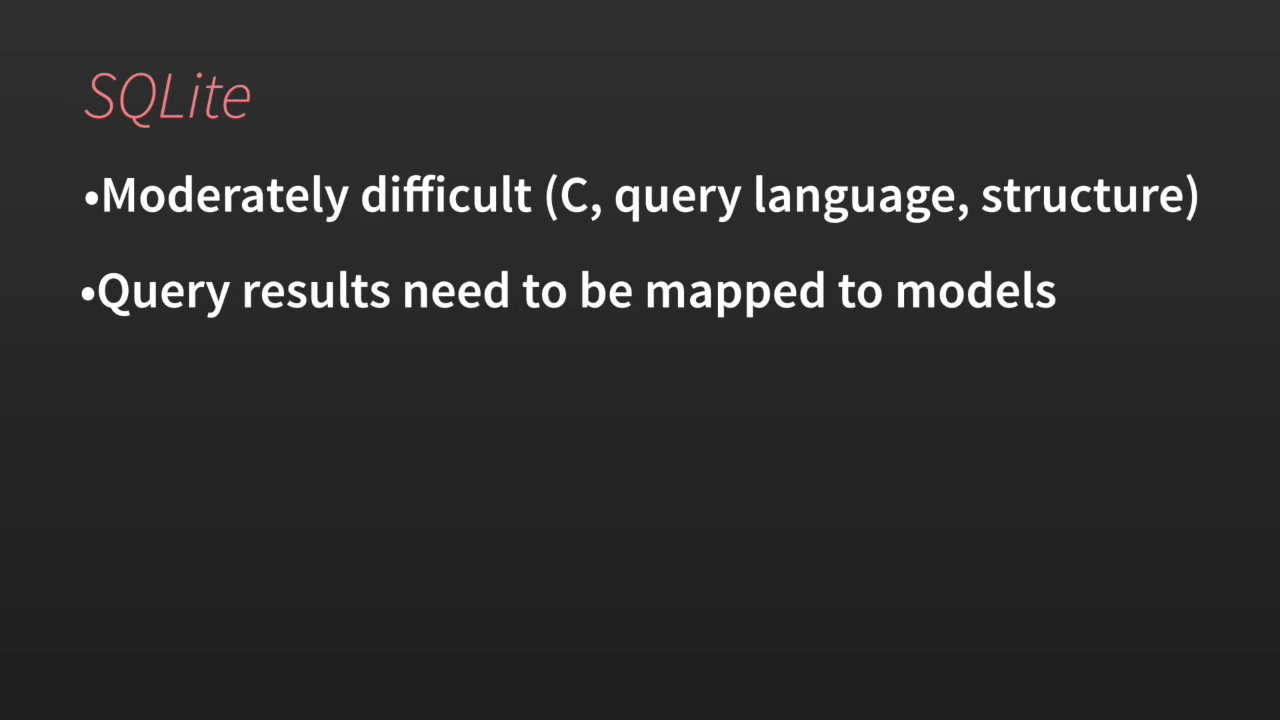 SQLite
•Moderately difficult (C, query language, structure)
•Query results need to be mapped to models